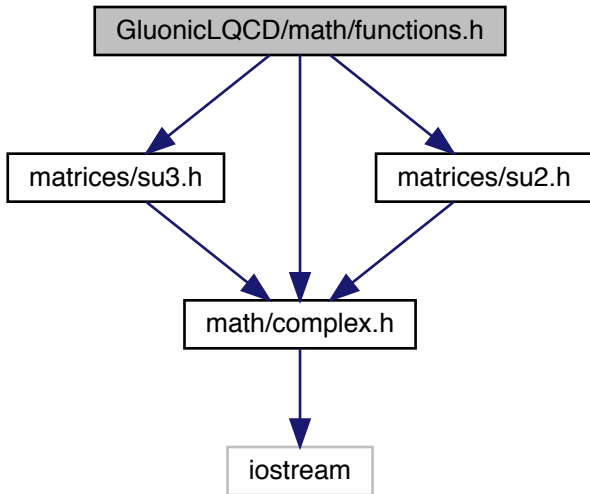 GluonicLQCD/math/functions.h
matrices/su3.h
matrices/su2.h
math/complex.h
iostream